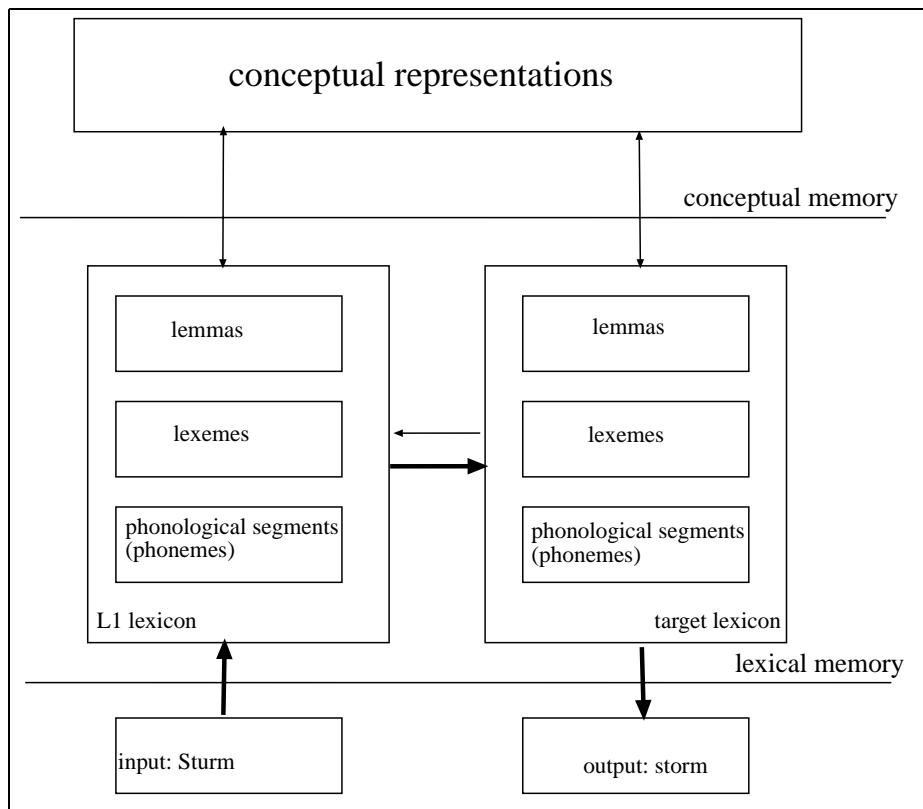 conceptual representations
conceptual memory
lemmas
lexemes
phonological segments
(phonemes)
L1 lexicon
lemmas
lexemes
phonological segments
(phonemes)
target lexicon
lexical memory
input: Sturm
output: storm